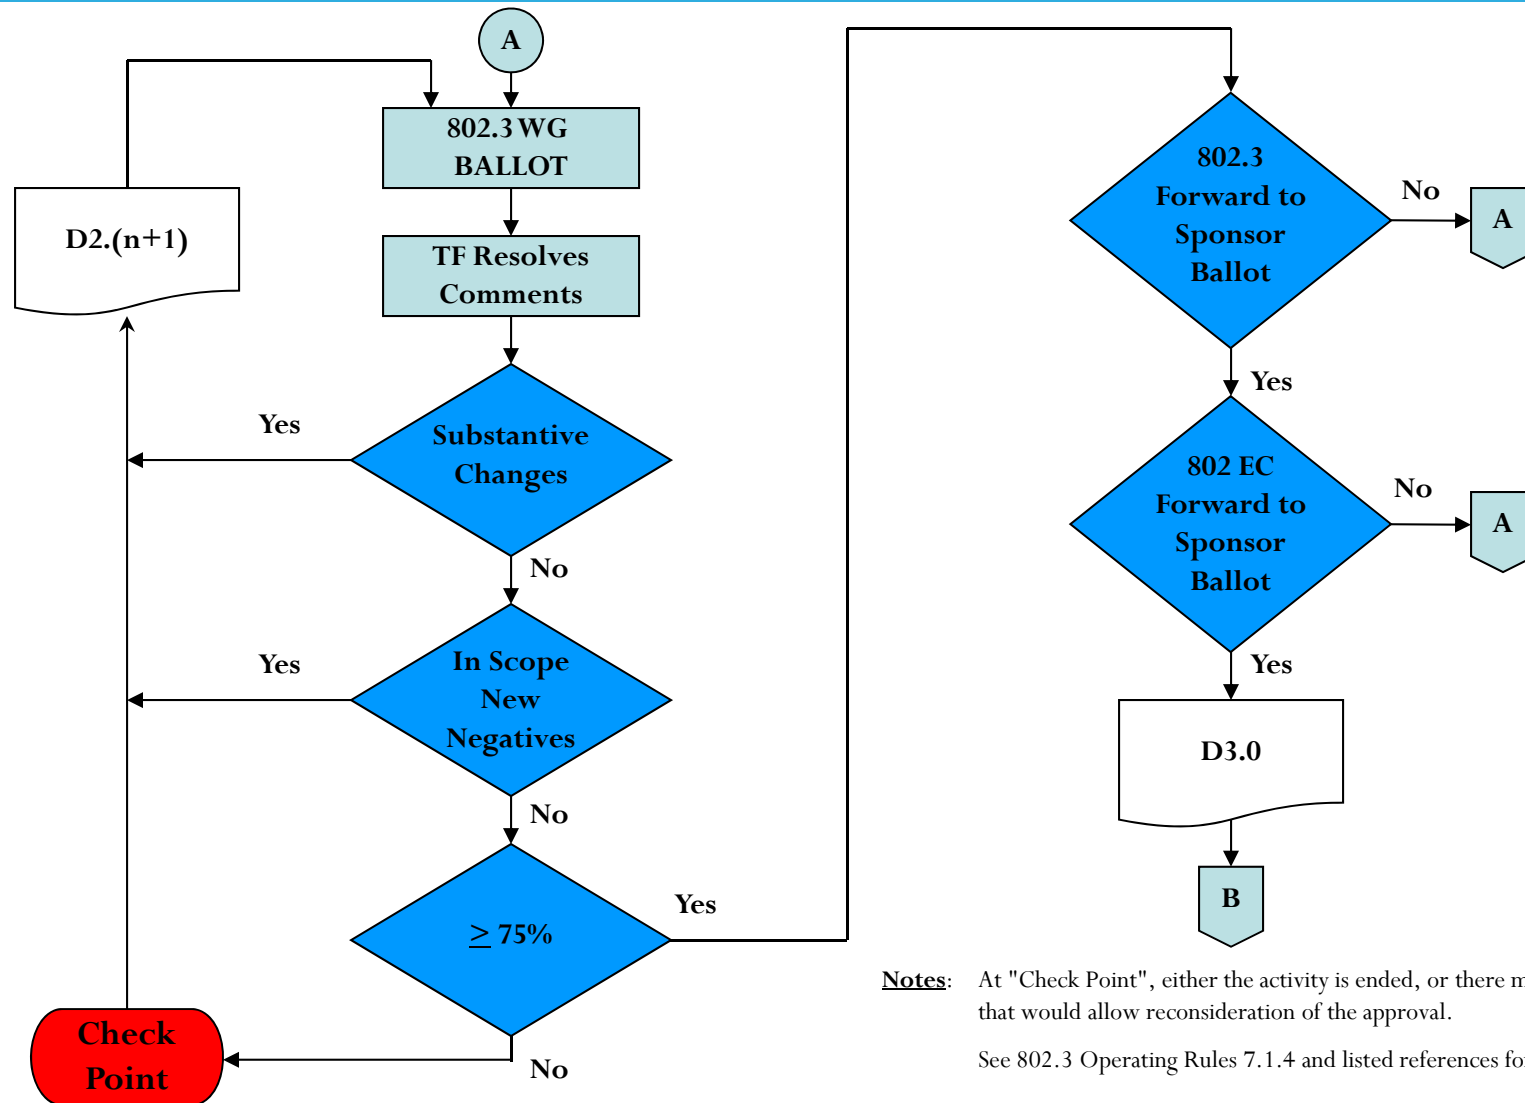 A
802.3 WG
BALLOT
D2.(n+1)
TF Resolves
Comments
Yes
Substantive
Changes
No
Yes
In Scope
New
Negatives
No
≥ 75%
Yes
No
Check
Point
802.3
Forward to
Sponsor
Ballot
No
A
Yes
802 EC
Forward to
Sponsor
Ballot
No
A
Yes
D3.0
B
Notes: At "Check Point", either the activity is ended, or there
that would allow reconsideration of the approval.
See 802.3 Operating Rules 7.1.4 and listed references